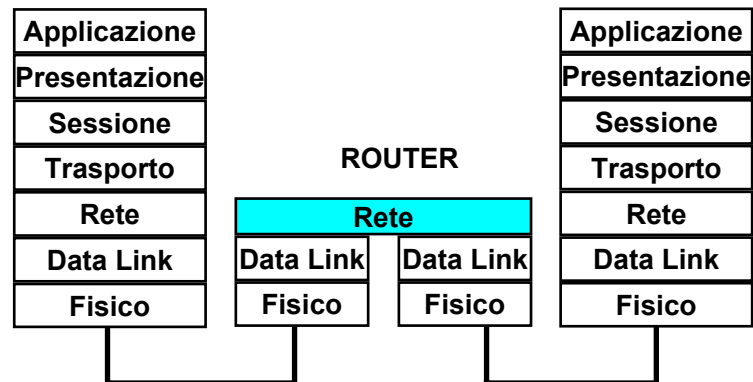 Applicazione
Presentazione
Sessione
Trasporto
Rete
Data Link
Fisico
ROUTER
Rete
Data Link
Data Link
Fisico
Fisico
Applicazione
Presentazione
Sessione
Trasporto
Rete
Data Link
Fisico